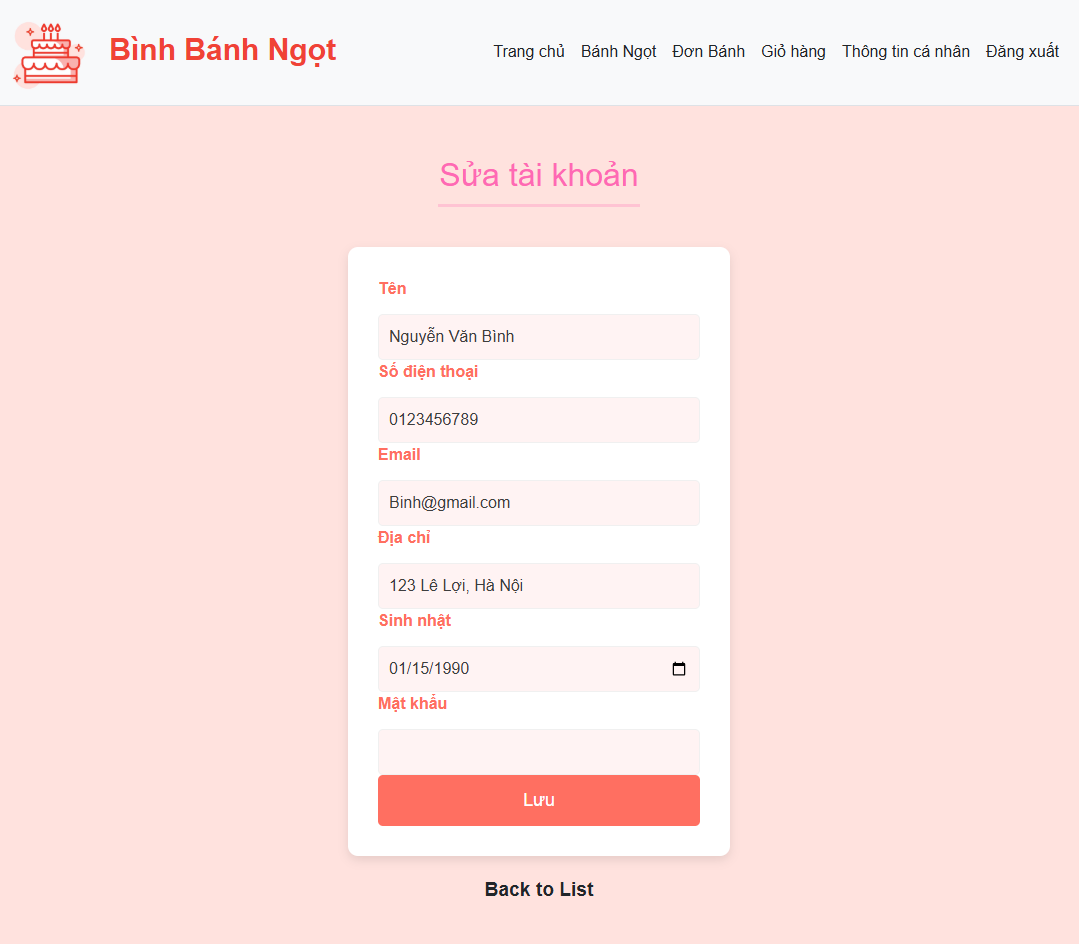 Bình Bánh Ngọt
Trang chủ Bánh Ngọt Đơn Bánh Giỏ hàng Thông tin cá nhân Đăng xuất
Sửa tài khoản
Tên
Nguyễn Văn Bình
Số điện thoại
0123456789
Email
Binh@gmail.com
Địa chỉ
123 Lê Lợi, Hà Nội
Sinh nhật
01/15/1990
Mật khẩu
Lưu
Back to List